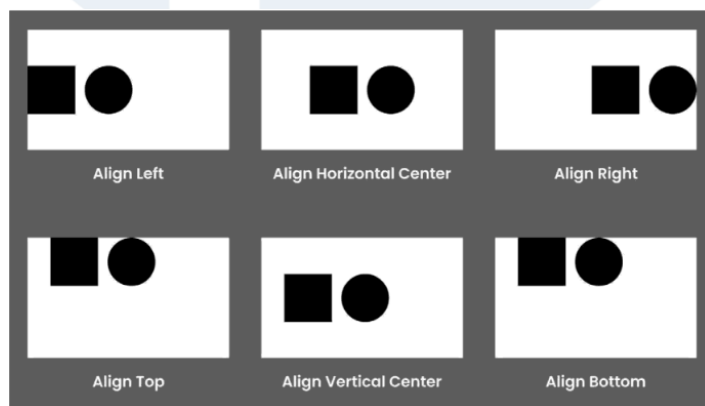 Align Left
Align Horizontal Center
Align Right
Align Top
Align Vertical Center
Align Bottom